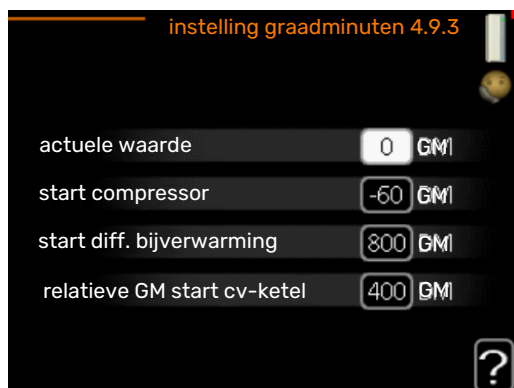 instelling graadminuten 4.9.3
actuele waarde 0 GM
start compressor -60 GM
start diff. bijverwarming 800 GM
relatieve GM start cv-ketel 400 GM
?